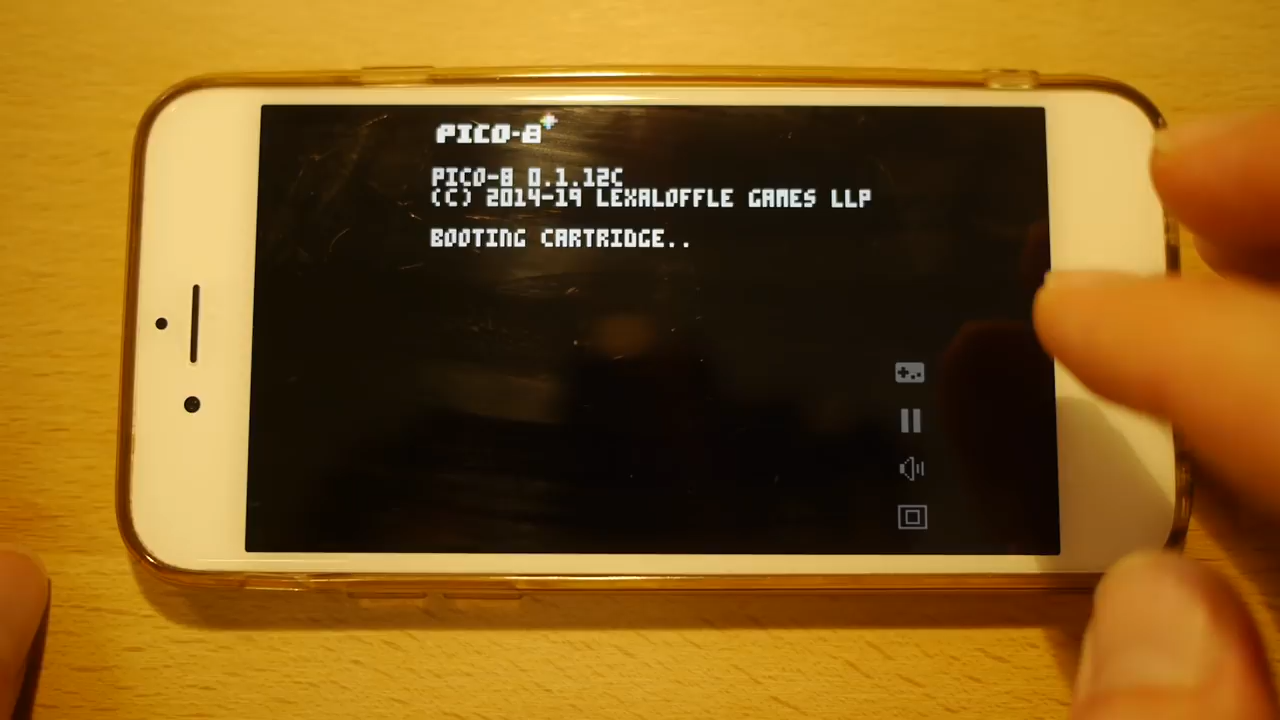 PICO-8
PICO-8 0.1.12C
(C) 2014-19 LEXALOFFLE GAMES LLP
BOOTING CARTRIDGE..